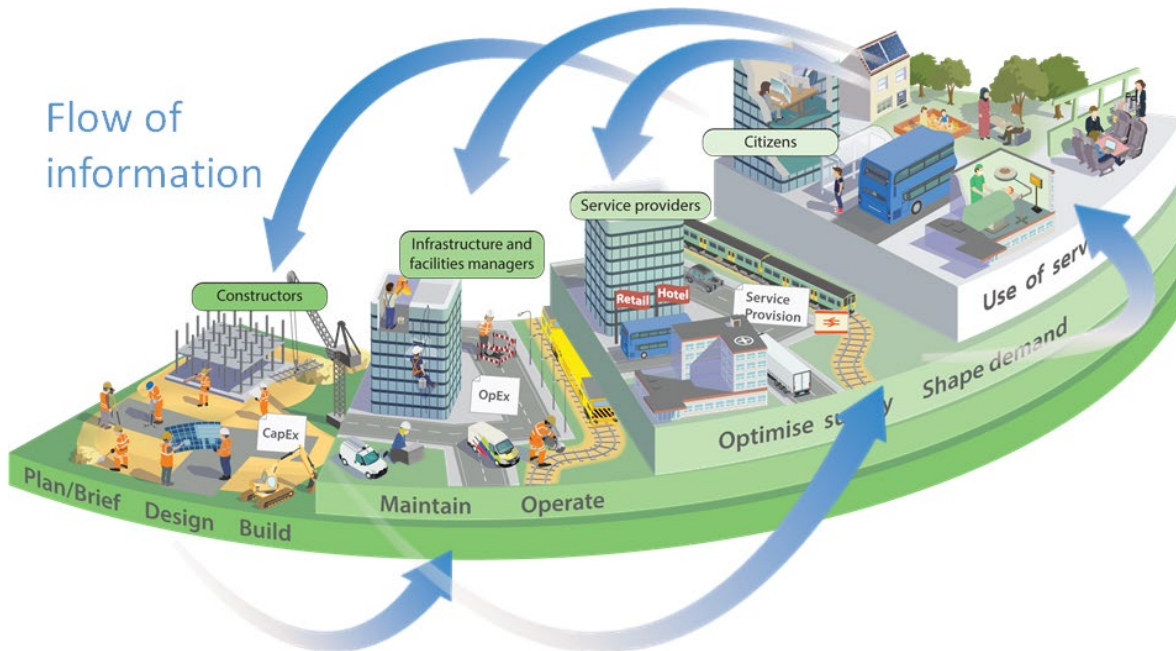 Flow of
information
Citizens
Service providers
Infrastructure and
facilities managers
Constructors
Retail
Hotel
Service
Provision
OpEx
CapEx
Use of serv
Shape demand
Optimise su y
Maintain
Operate
Plan/Brief
Design
Build